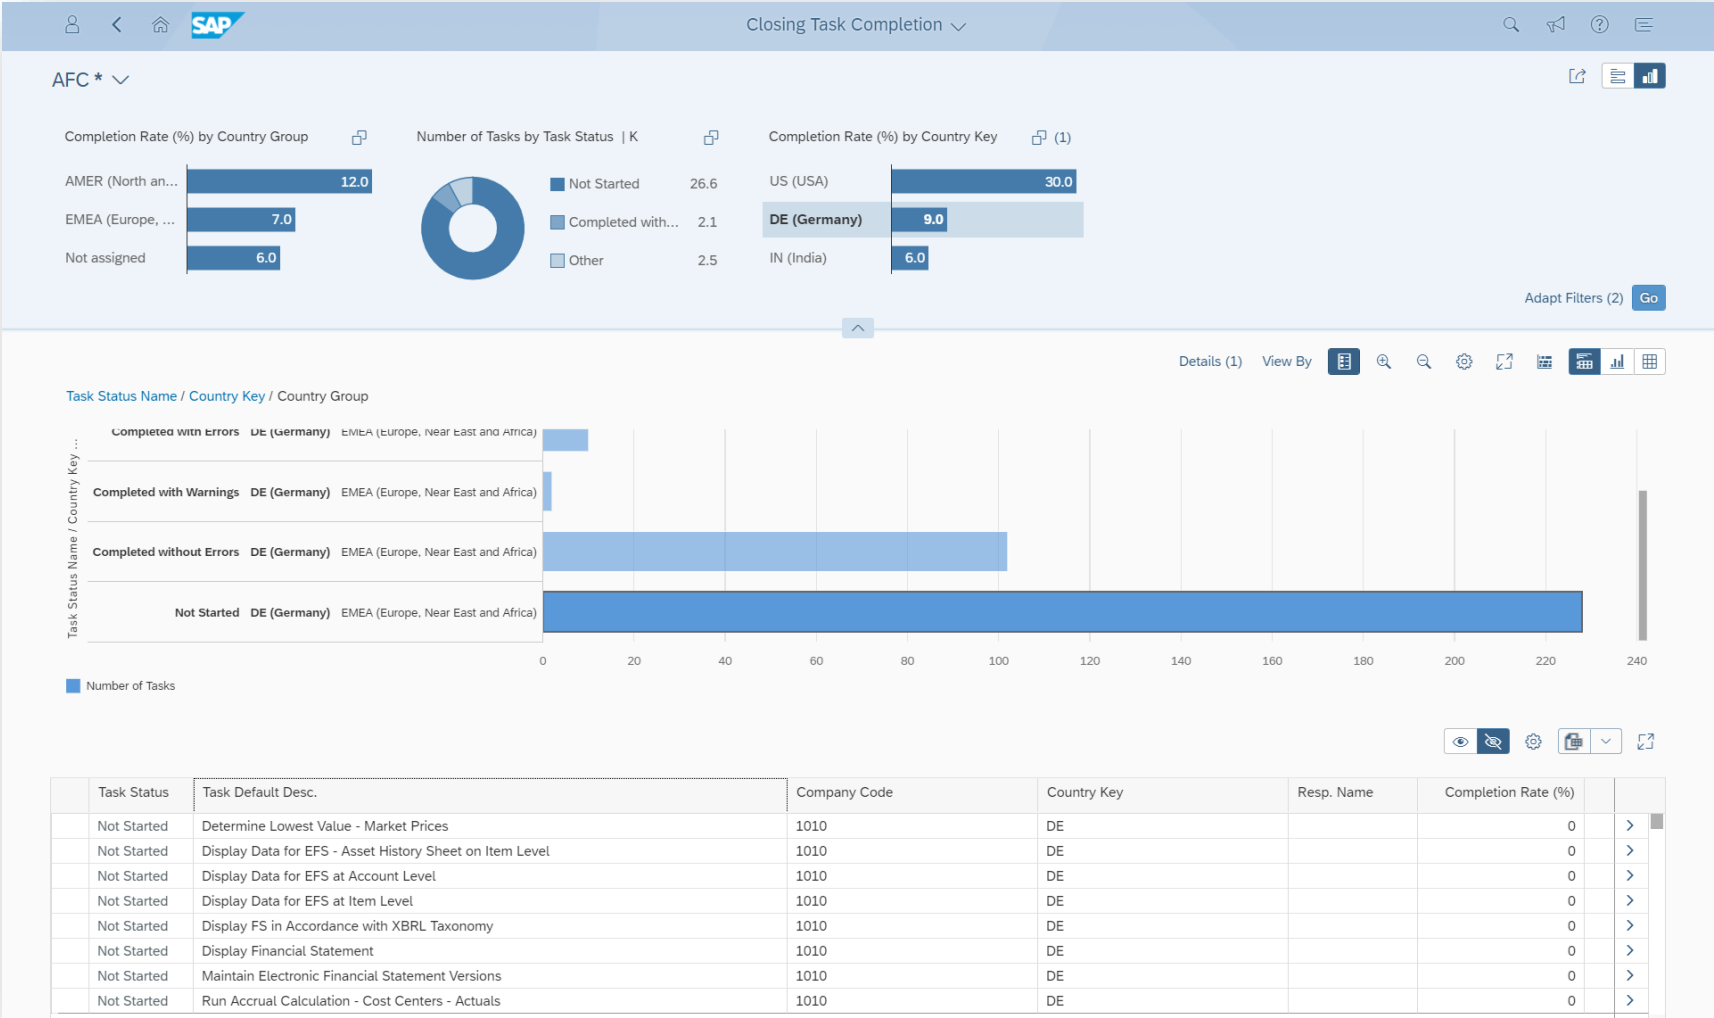 SAP
Closing Task Completion
AFC *
Completion Rate (%) by Country Group
AMER (North an... 12.0
EMEA (Europe, ... 7.0
Not assigned 6.0
Number of Tasks by Task Status | K
Not Started 26.6
Completed with... 2.1
Other 2.5
Completion Rate (%) by Country Key (1)
US (USA) 30.0
DE (Germany) 9.0
IN (India) 6.0
Adapt Filters (2) Go
Details (1) View By
Task Status Name / Country Key / Country Group
Task Status Name / Country Key ...
Completed with Errors DE (Germany) EMEA (Europe, Near East and Africa)
Completed with Warnings DE (Germany) EMEA (Europe, Near East and Africa)
Completed without Errors DE (Germany) EMEA (Europe, Near East and Africa)
Not Started DE (Germany) EMEA (Europe, Near East and Africa)
0 20 40 60 80 100 120 140 160 180 200 220 240
Number of Tasks
Task Status Task Default Desc. Company Code Country Key Resp. Name Completion Rate (%)
Not Started Determine Lowest Value - Market Prices 1010 DE 0
Not Started Display Data for EFS - Asset History Sheet on Item Level 1010 DE 0
Not Started Display Data for EFS at Account Level 1010 DE 0
Not Started Display Data for EFS at Item Level 1010 DE 0
Not Started Display FS in Accordance with XBRL Taxonomy 1010 DE 0
Not Started Display Financial Statement 1010 DE 0
Not Started Maintain Electronic Financial Statement Versions 1010 DE 0
Not Started Run Accrual Calculation - Cost Centers - Actuals 1010 DE 0